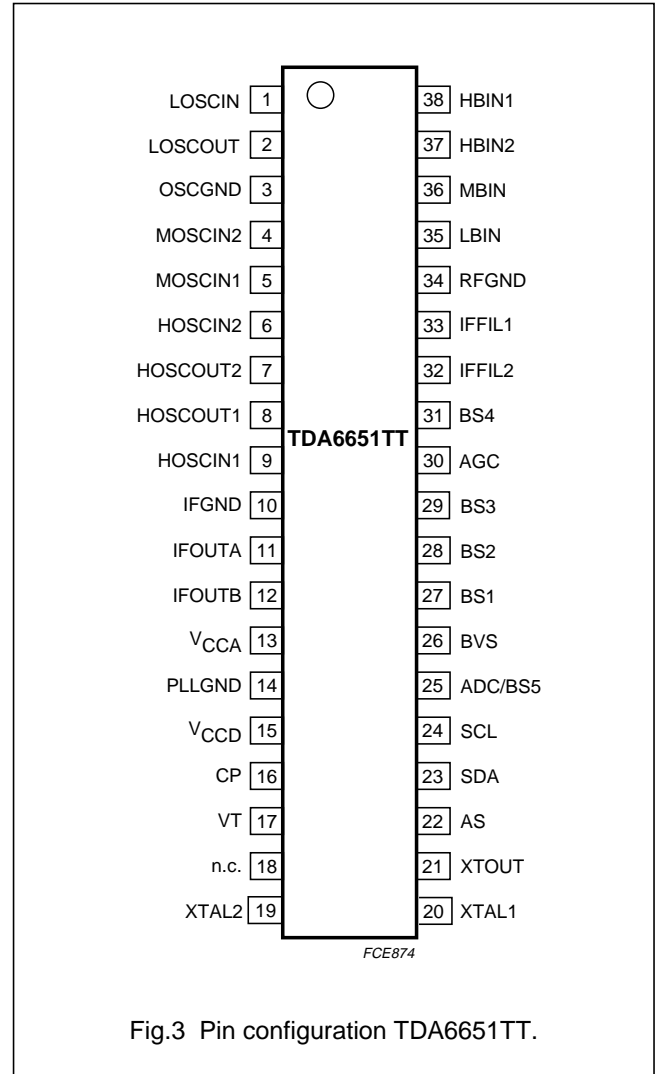 LOSCIN 1 38 HBIN1
LOSCOUT 2 37 HBIN2
OSCGND 3 36 MBIN
MOSCIN2 4 35 LBIN
MOSCIN1 5 34 RFGND
HOSCIN2 6 33 IFFIL1
HOSCOUT2 7 32 IFFIL2
HOSCOUT1 8 31 BS4
TDA6651TT
HOSCIN1 9 30 AGC
IFGND 10 29 BS3
IFOUTA 11 28 BS2
IFOUTB 12 27 BS1
VCCA 13 26 BVS
PLLGND 14 25 ADC/BS5
VCCD 15 24 SCL
CP 16 23 SDA
VT 17 22 AS
n.c. 18 21 XTOUT
XTAL2 19 20 XTAL1
FCE874
Fig.3 Pin configuration TDA6651TT.